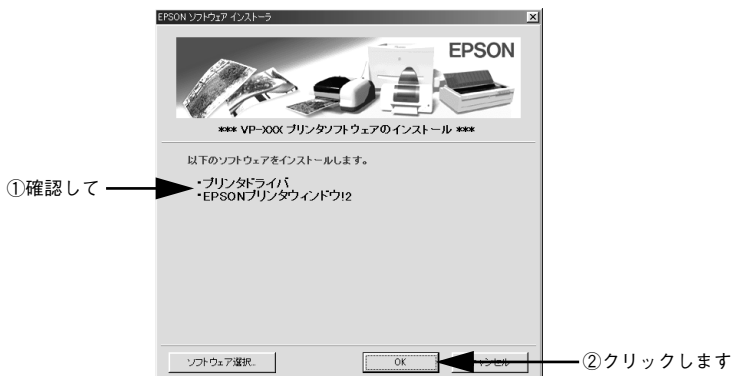 EPSON ソフトウェア インストーラ
EPSON
*** VP-XXX プリンタソフトウェアのインストール ***
以下のソフトウェアをインストールします。
・プリンタドライバ
・EPSONプリンタウィンドウ!2
①確認して
ソフトウェア選択...
OK
キャンセル
②クリックします